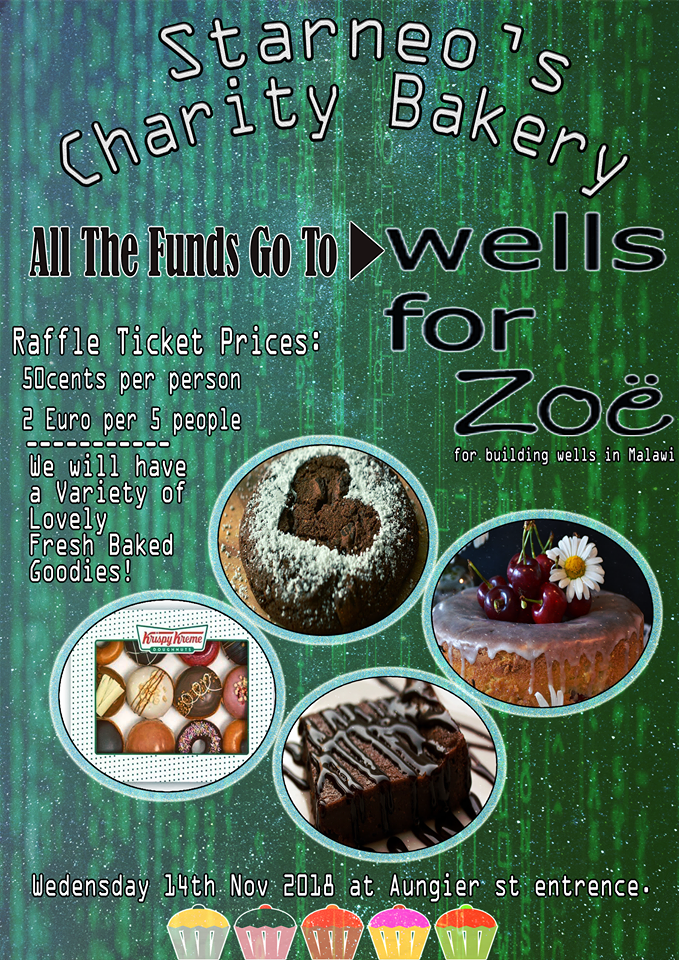 Starneo's
Charity Bakery
All The Funds Go To
wells
for
Zoë
for building wells in Malawi
Raffle Ticket Prices:
50cents per person
2 Euro per 5 people
We will have
a Variety of
Lovely
Fresh Baked
Goodies!
Krispy Kreme
DOUGHNUTS
Wedensday 14th Nov 2018 at Aungier st entrence.